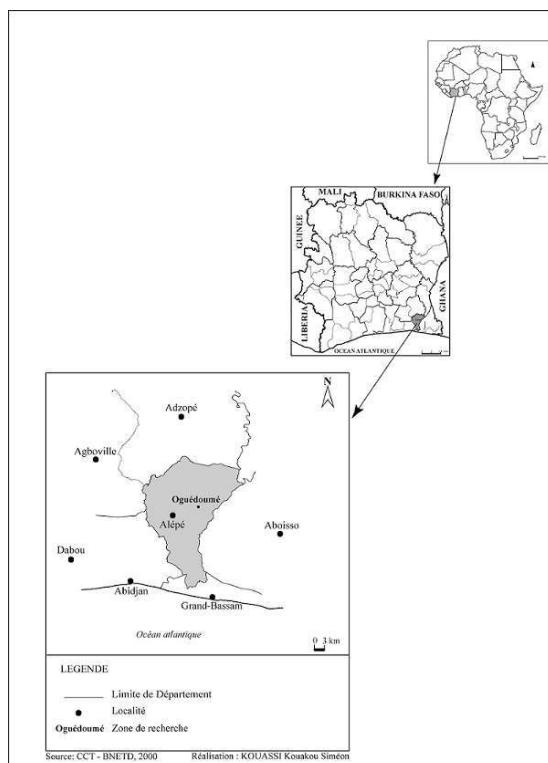 MALI
BURKINA FASO
GUINEE
GHANA
LIBERIA
OCEAN ATLANTIQUE
N
Adzopé
Agboville
Oguédoumé
Alépé
Aboisso
Dabou
Abidjan
Grand-Bassam
Océan atlantique
0 3 km
LEGENDE
Limite de Département
Localité
Oguédoumé Zone de recherche
Source: CCT - BNETD, 2000 Réalisation : KOUASSI Kouakou Siméon